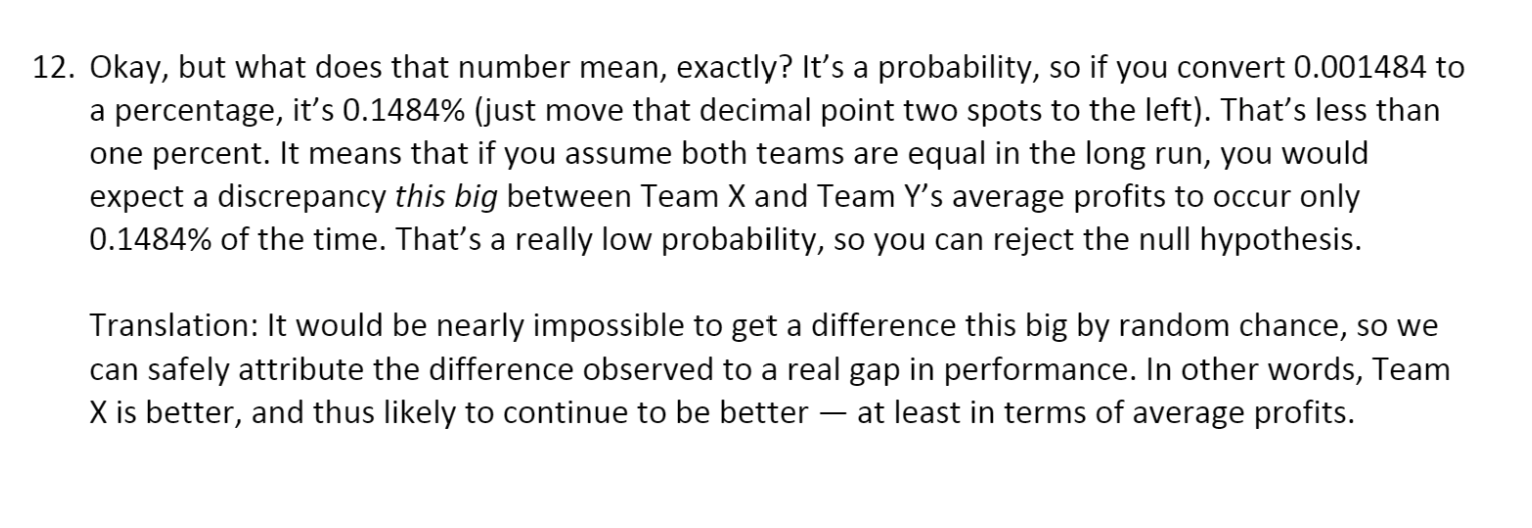 12. Okay, but what does that number mean, exactly? It’s a probability, so if you convert 0.001484 to
a percentage, it’s 0.1484% (just move that decimal point two spots to the left). That’s less than
one percent. It means that if you assume both teams are equal in the long run, you would
expect a discrepancy this big between Team X and Team Y’s average profits to occur only
0.1484% of the time. That’s a really low probability, so you can reject the null hypothesis.
Translation: It would be nearly impossible to get a difference this big by random chance, so we
can safely attribute the difference observed to a real gap in performance. In other words, Team
X is better, and thus likely to continue to be better — at least in terms of average profits.